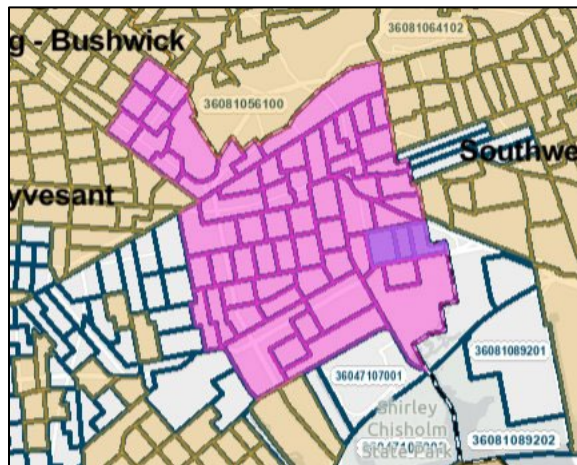 g - Bushwick
36081064102
36081056100
Southwe
yvesant
36047107001
36081089201
Shirley
Chisholm
State Park
36081089202